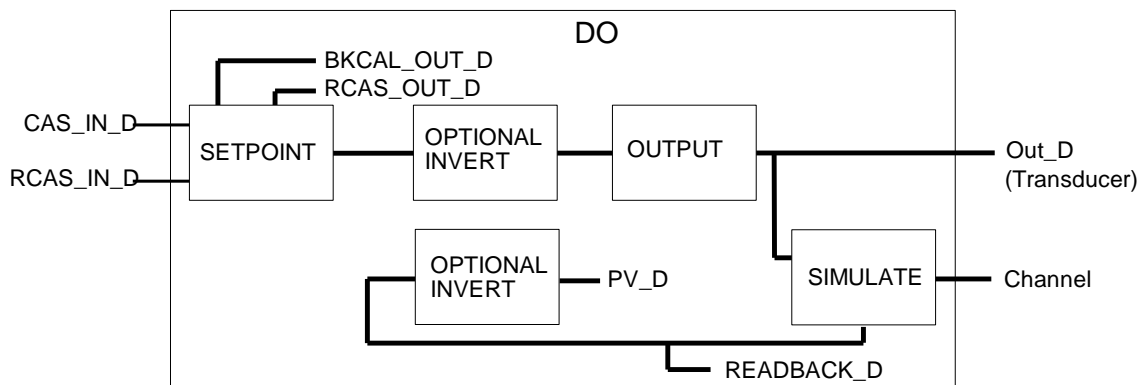 DO
BKCAL_OUT_D
RCAS_OUT_D
CAS_IN_D
RCAS_IN_D
SETPOINT
OPTIONAL
INVERT
OUTPUT
Out_D
(Transducer)
OPTIONAL
INVERT
PV_D
SIMULATE
Channel
READBACK_D